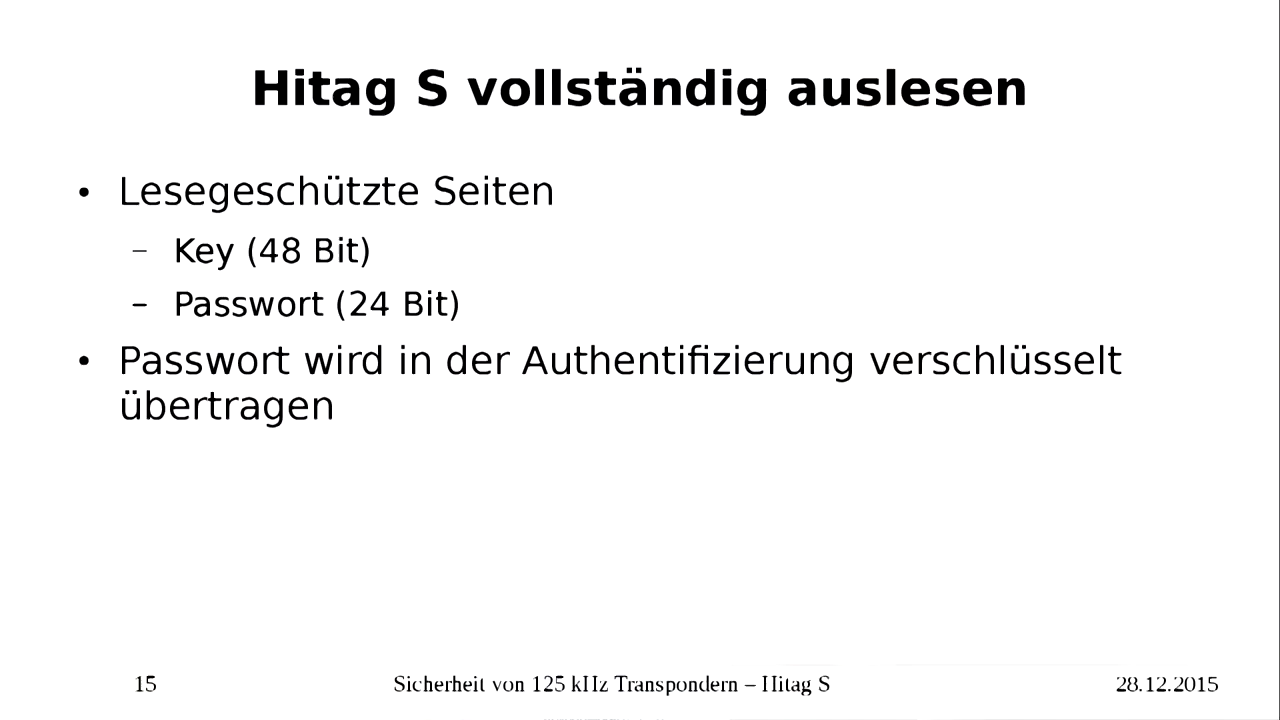 Hitag S vollständig auslesen
• Lesegeschützte Seiten
– Key (48 Bit)
– Passwort (24 Bit)
• Passwort wird in der Authentifizierung verschlüsselt
übertragen
15 Sicherheit von 125 kHz Transpondern – Hitag S 28.12.2015